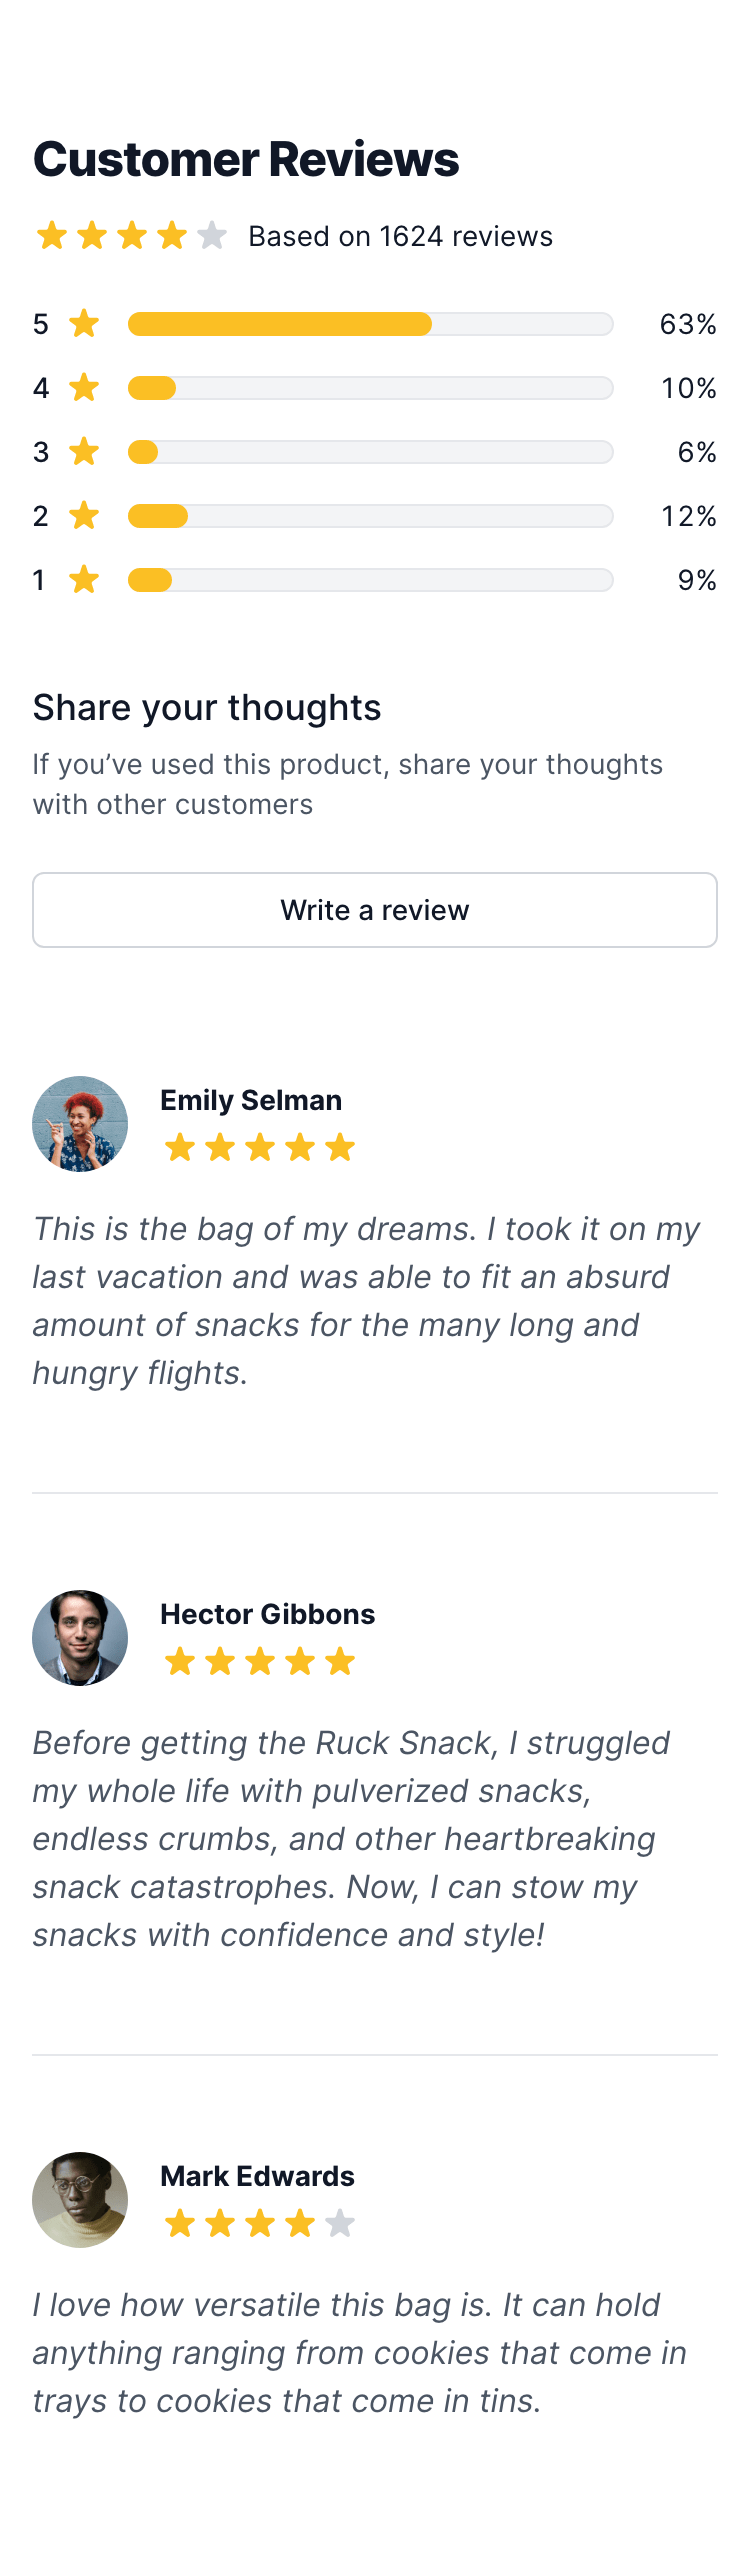 Customer Reviews
Based on 1624 reviews
5 63%
4 10%
3 6%
2 12%
1 9%
Share your thoughts
If you’ve used this product, share your thoughts
with other customers
Write a review
Emily Selman
This is the bag of my dreams. I took it on my
last vacation and was able to fit an absurd
amount of snacks for the many long and
hungry flights.
Hector Gibbons
Before getting the Ruck Snack, I struggled
my whole life with pulverized snacks,
endless crumbs, and other heartbreaking
snack catastrophes. Now, I can stow my
snacks with confidence and style!
Mark Edwards
I love how versatile this bag is. It can hold
anything ranging from cookies that come in
trays to cookies that come in tins.